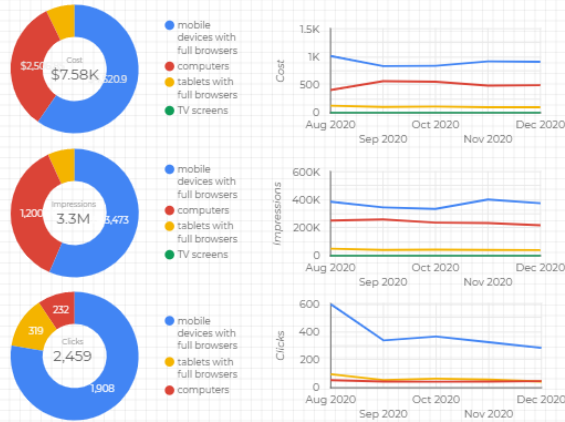 Cost
$7.58K
$2,50
520.9
mobile
devices with
full browsers
computers
tablets with
full browsers
TV screens
Cost
1.5K
1K
500
0
Aug 2020
Sep 2020
Oct 2020
Nov 2020
Dec 2020
Impressions
3.3M
1,200
3,473
mobile
devices with
full browsers
computers
tablets with
full browsers
TV screens
Impressions
600K
400K
200K
0
Aug 2020
Sep 2020
Oct 2020
Nov 2020
Dec 2020
232
319
Clicks
2,459
1,908
mobile
devices with
full browsers
tablets with
full browsers
computers
Clicks
600
400
200
0
Aug 2020
Sep 2020
Oct 2020
Nov 2020
Dec 2020